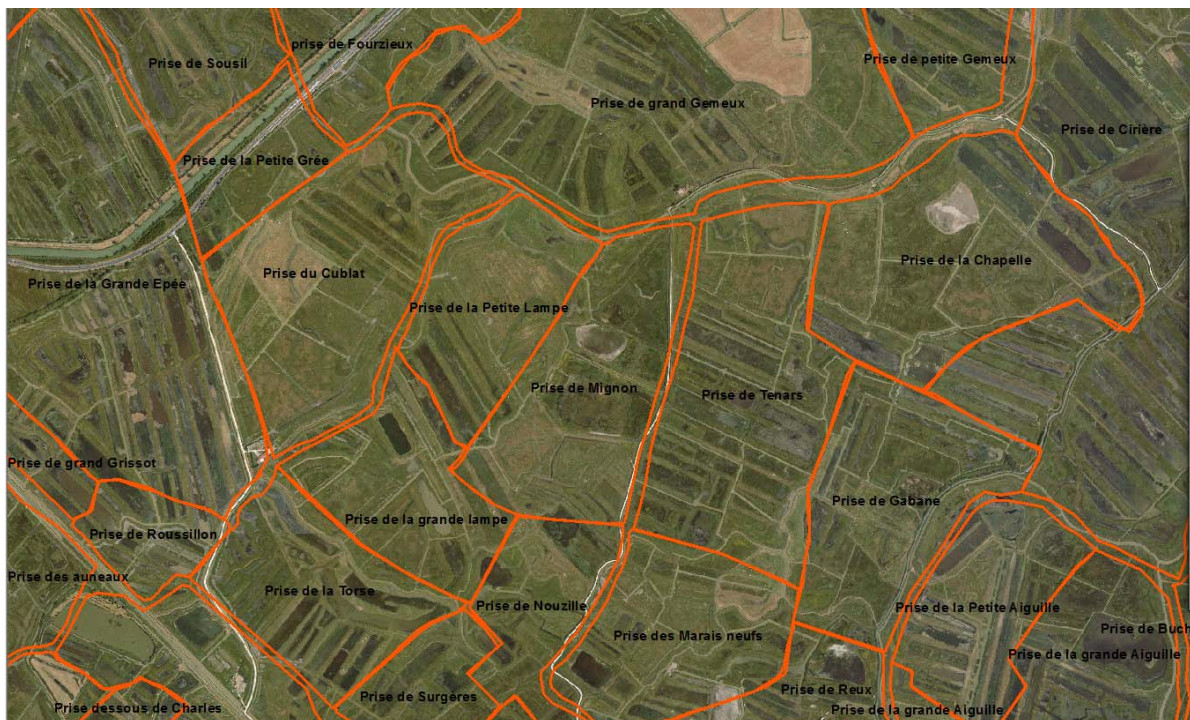 prise de Fourzieux
Prise de Sousil
Prise de petite Gemeux
Prise de grand Gemeux
Prise de Cirière
Prise de la Petite Grée
Prise de la Chapelle
Prise du Cublat
Prise de la Grande Epée
Prise de la Petite Lampe
Prise de Mignon
Prise de Tenars
Prise de grand Grissot
Prise de Gabane
Prise de la grande lampe
Prise de Roussillon
Prise des auneaux
Prise de la Torse
Prise de Nouzille
Prise de la Petite Aiguille
Prise de Buch
Prise des Marais neufs
Prise de la grande Aiguille
Prise de Reux
Prise de Surgères
Prise dessous de Charles
Prise de la grande Aiguille